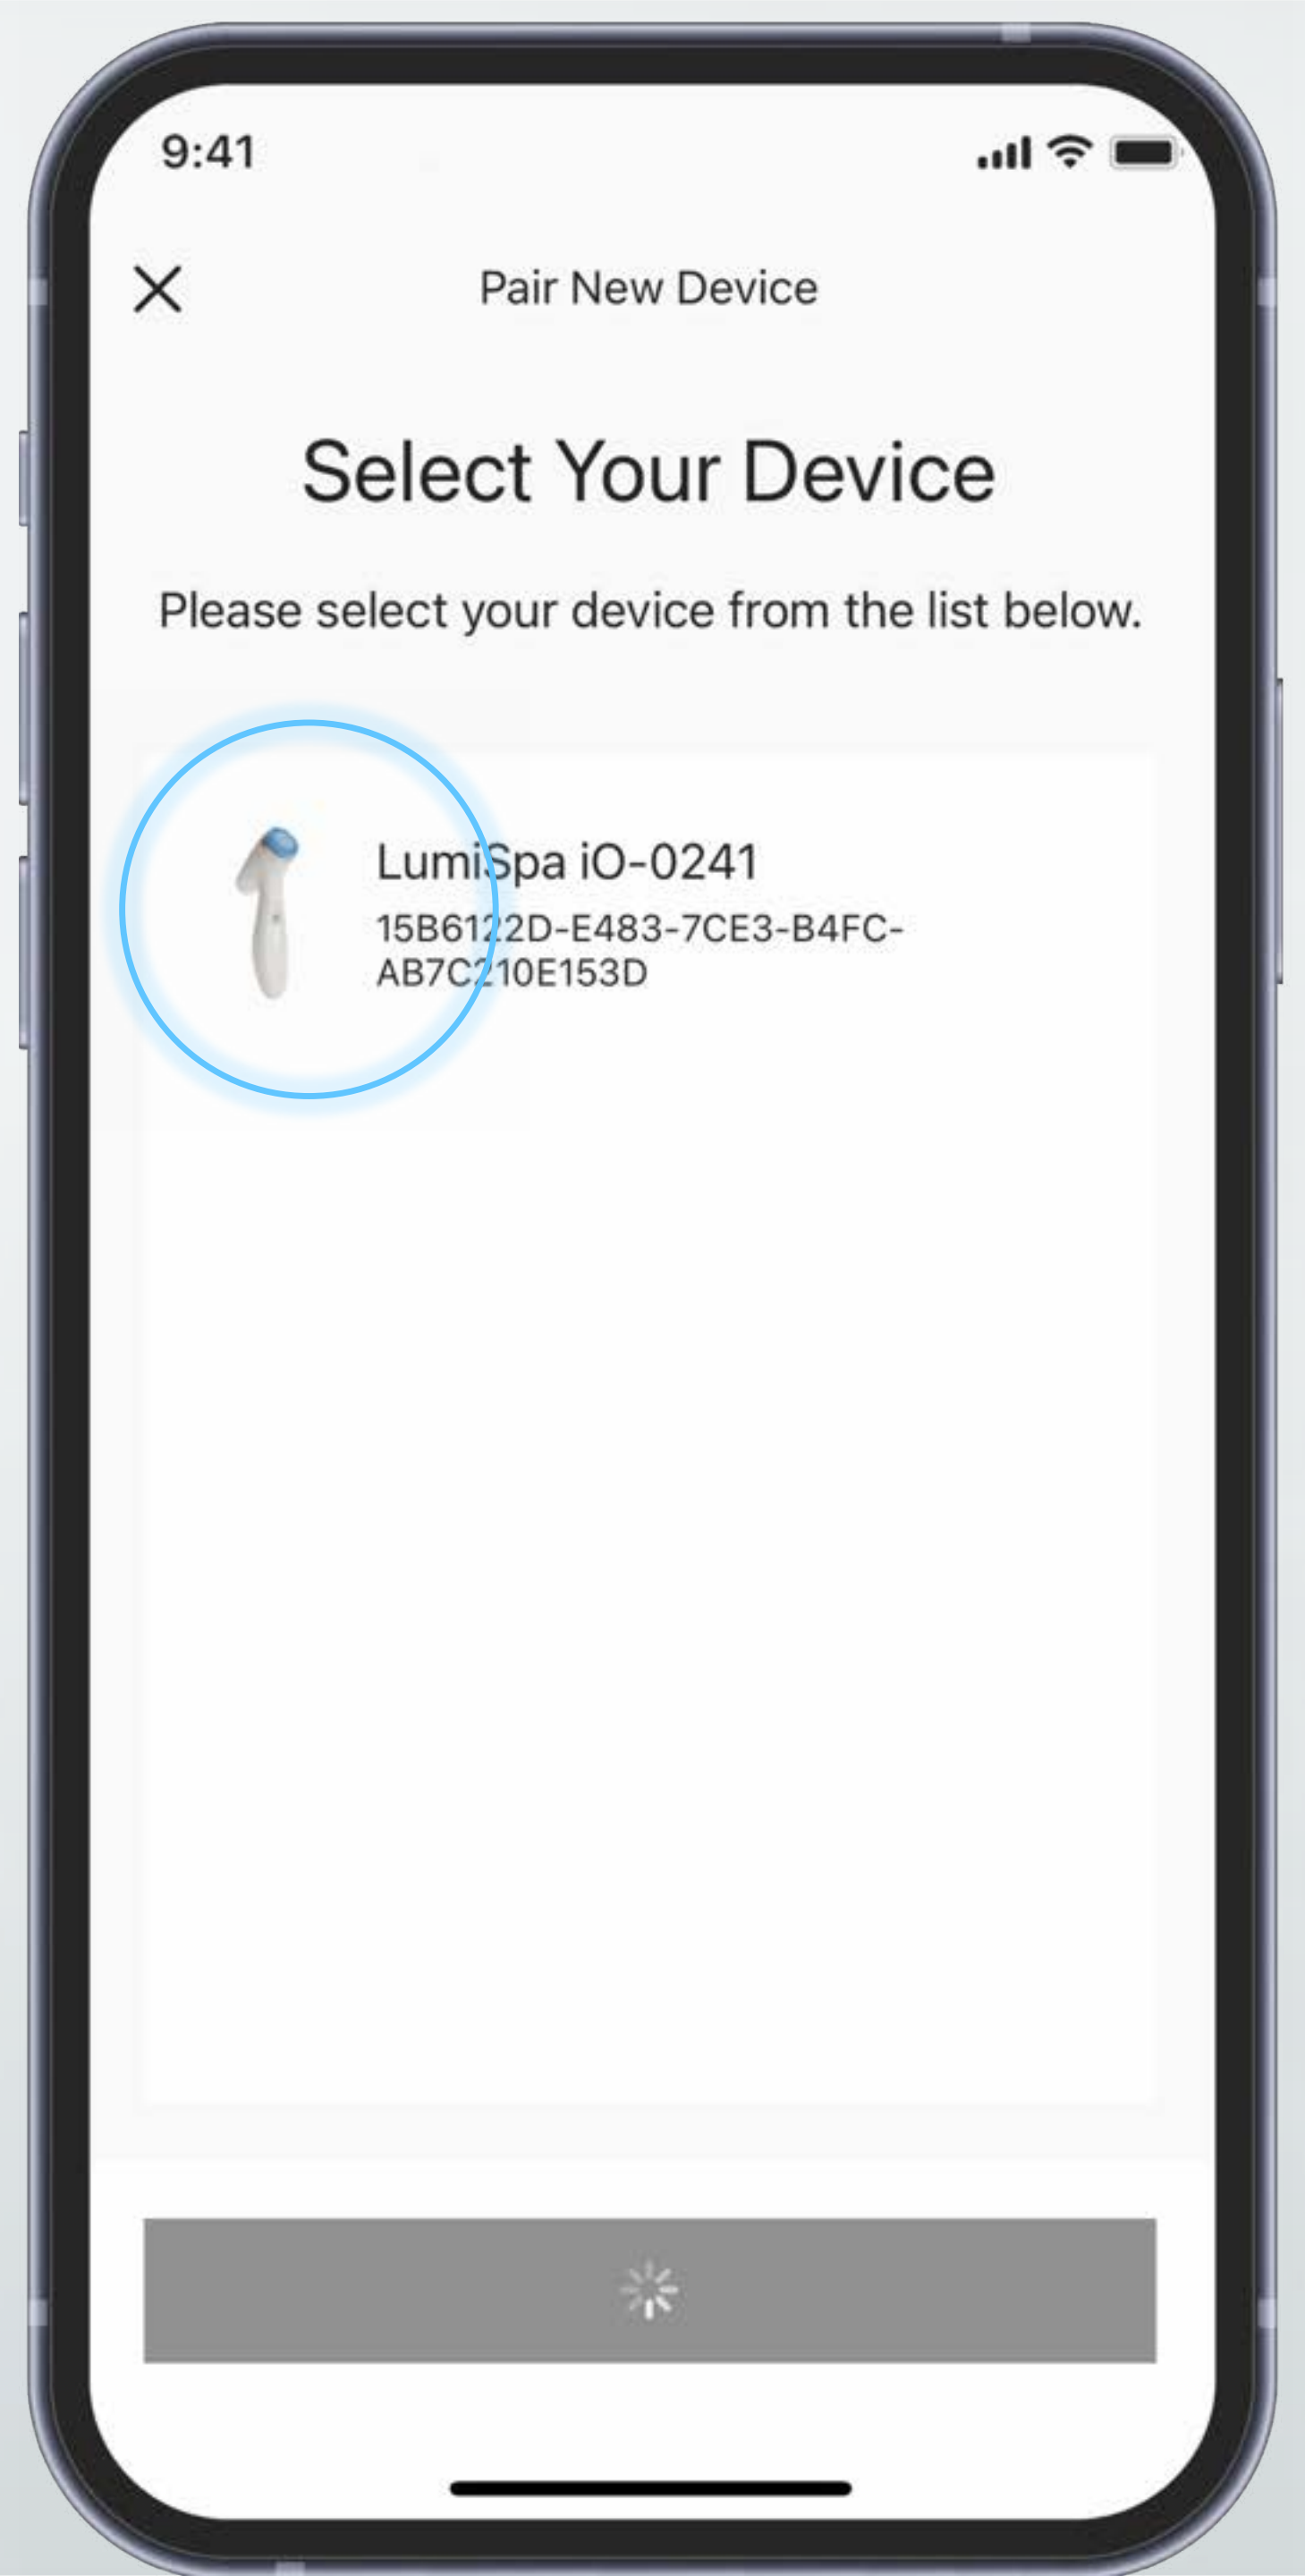 9:41
Pair New Device
Select Your Device
Please select your device from the list below.
LumiSpa iO-0241
15B6122D-E483-7CE3-B4FC-
AB7C210E153D